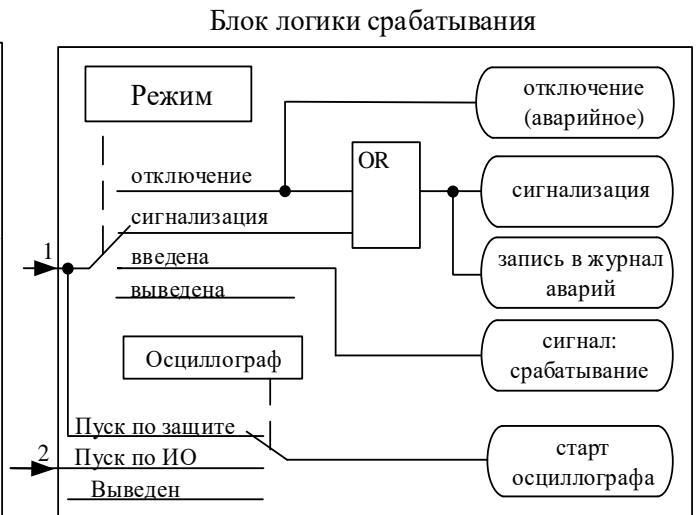 Блок логики срабатывания
Режим
отключение
(аварийное)
OR
отключение
сигнализация
сигнализация
1
введена
запись в журнал
аварий
выведена
сигнал:
срабатывание
Осциллограф
Пуск по защите
2
Пуск по ИО
старт
осциллографа
Выведен